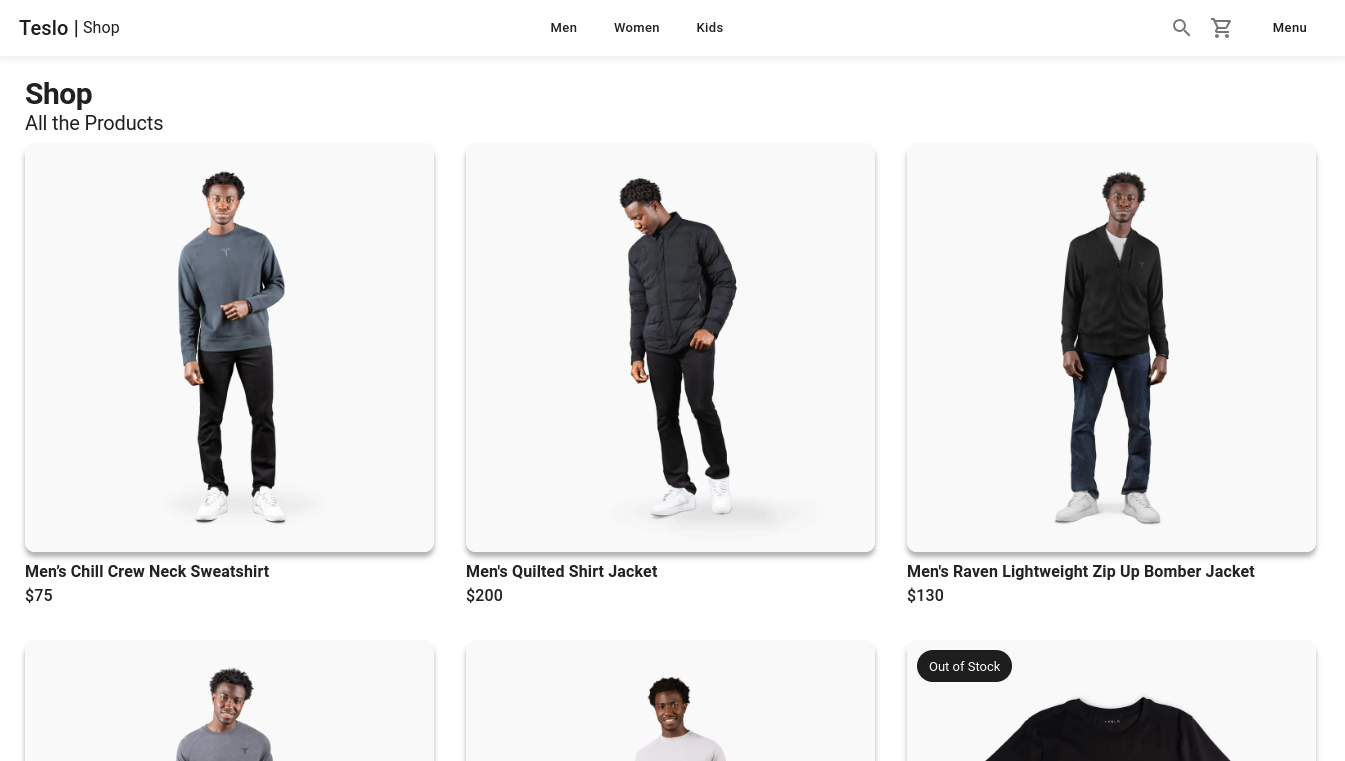 Teslo | Shop
Men
Women
Kids
Menu
Shop
All the Products
Men’s Chill Crew Neck Sweatshirt
$75
Men's Quilted Shirt Jacket
$200
Men's Raven Lightweight Zip Up Bomber Jacket
$130
Out of Stock